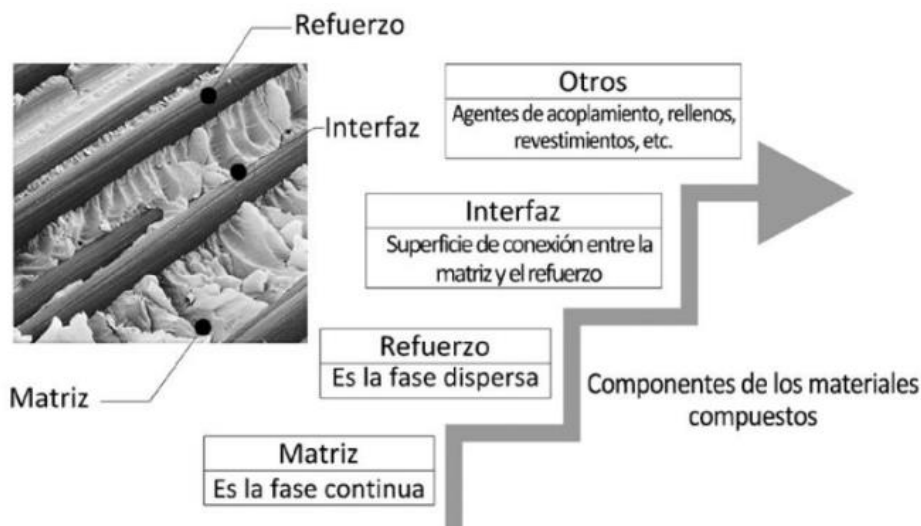 Refuerzo
Interfaz
Matriz
Otros
Agentes de acoplamiento, rellenos,
revestimientos, etc.
Interfaz
Superficie de conexión entre la
matriz y el refuerzo
Refuerzo
Es la fase dispersa
Matriz
Es la fase continua
Componentes de los materiales
compuestos